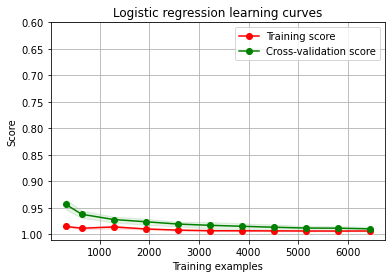 Logistic regression learning curves
0.60
0.65
0.70
0.75
0.80
0.85
0.90
0.95
1.00
Score
Training score
Cross-validation score
1000 2000 3000 4000 5000 6000
Training examples